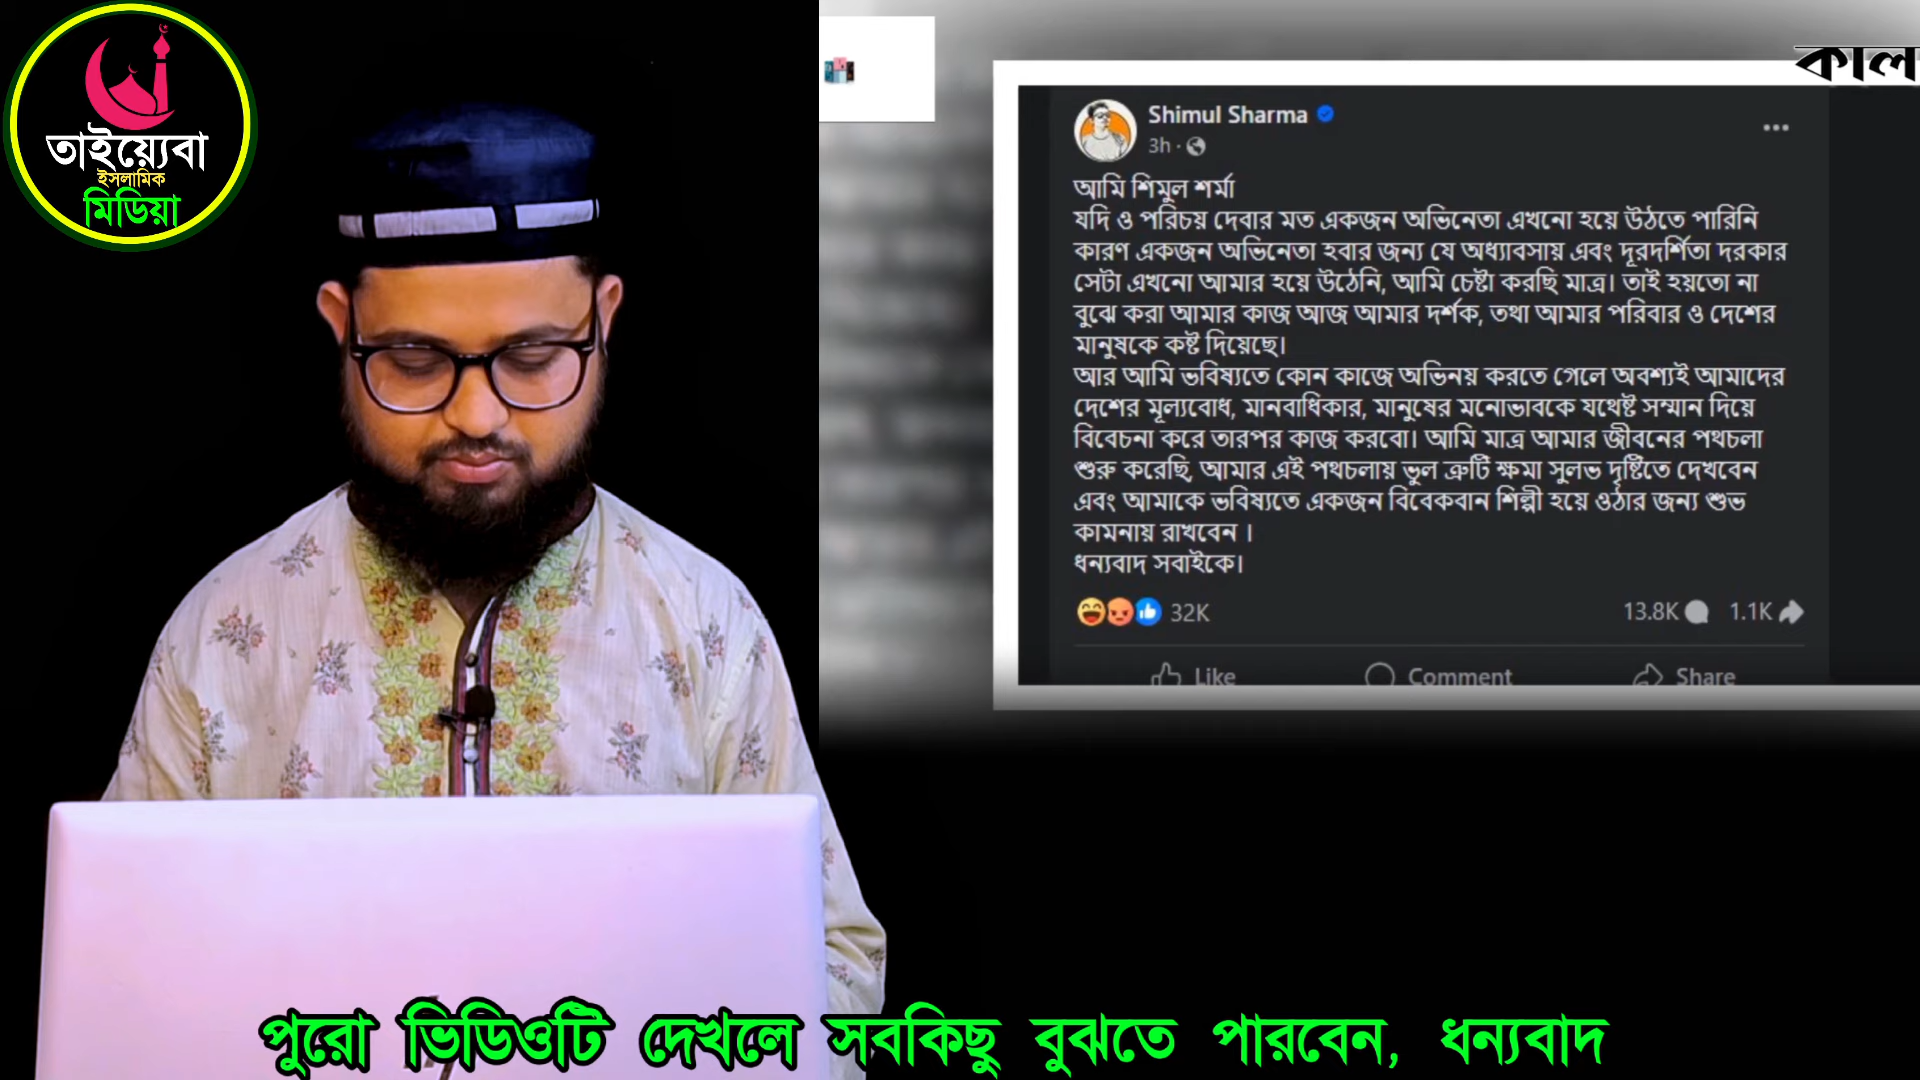 তাইয়্যেবা
ইসলামিক
মিডিয়া
কাল
Shimul Sharma
3h
আমি শিমুল শর্মা
যদি ও পরিচয় দেবার মত একজন অভিনেতা এখনো হয়ে উঠতে পারিনি
কারণ একজন অভিনেতা হবার জন্য যে অধ্যাবসায় এবং দূরদর্শিতা দরকার
সেটা এখনো আমার হয়ে উঠেনি, আমি চেষ্টা করছি মাত্র। তাই হয়তো না
বুঝে করা আমার কাজ আজ আমার দর্শক, তথা আমার পরিবার ও দেশের
মানুষকে কষ্ট দিয়েছে।
আর আমি ভবিষ্যতে কোন কাজে অভিনয় করতে গেলে অবশ্যই আমাদের
দেশের মূল্যবোধ, মানবাধিকার, মানুষের মনোভাবকে যথেষ্ট সম্মান দিয়ে
বিবেচনা করে তারপর কাজ করবো। আমি মাত্র আমার জীবনের পথচলা
শুরু করেছি, আমার এই পথচলায় ভুল ত্রুটি ক্ষমা সুলভ দৃষ্টিতে দেখবেন
এবং আমাকে ভবিষ্যতে একজন বিবেকবান শিল্পী হয়ে ওঠার জন্য শুভ
কামনায় রাখবেন ।
ধন্যবাদ সবাইকে।
32K 13.8K 1.1K
Like Comment Share
পুরো ভিডিওটি দেখলে সবকিছু বুঝতে পারবেন, ধন্যবাদ